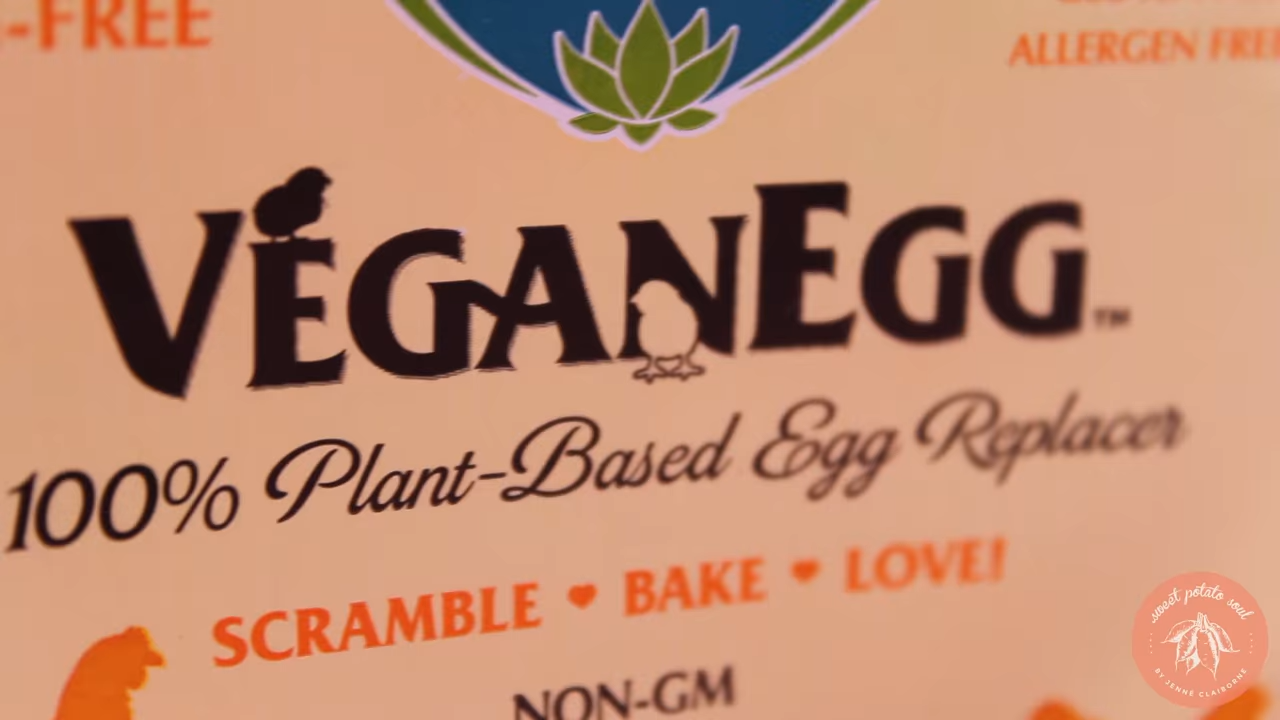 -FREE
ALLERGEN FREE
VEGANEGG™
100% Plant-Based Egg Replacer
SCRAMBLE ♥ BAKE ♥ LOVE!
NON-GM
sweet potato soul
BY JENNÉ CLAIBORNE